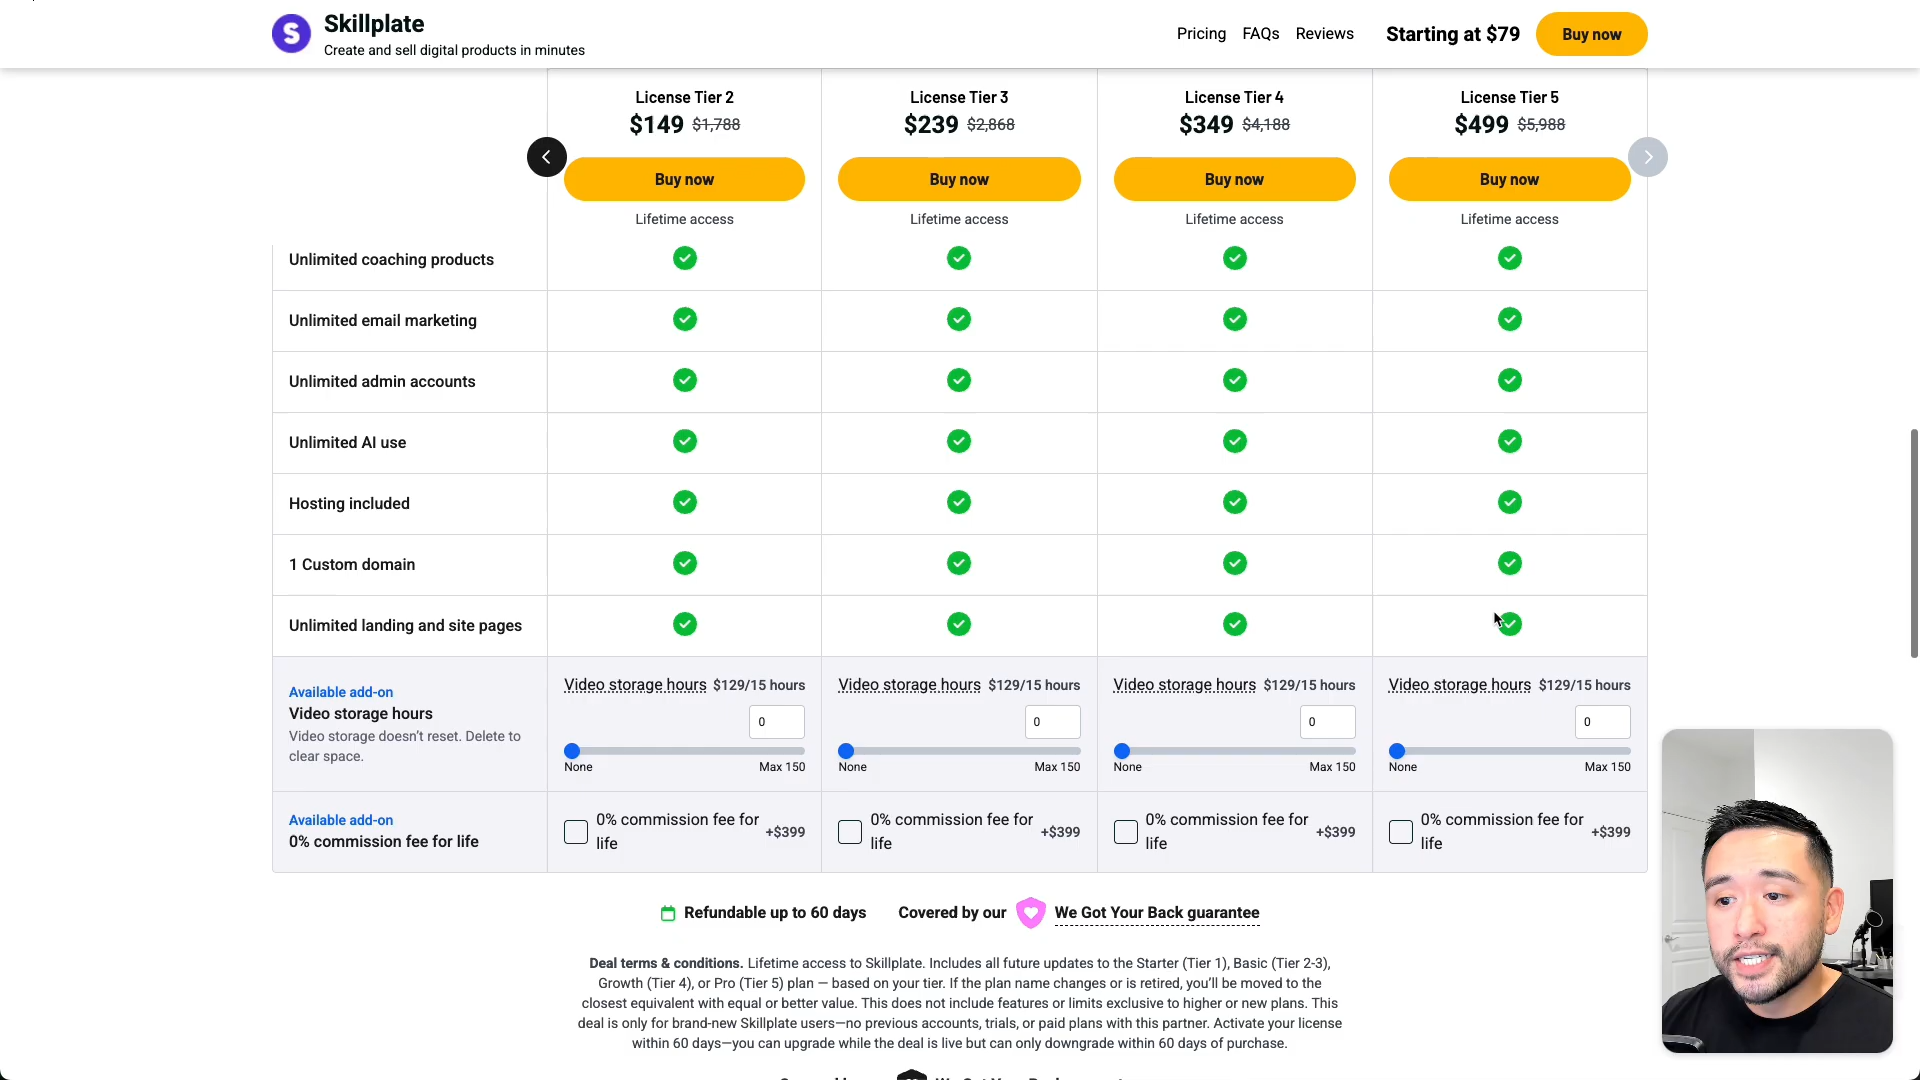 Skillplate
Create and sell digital products in minutes
Pricing FAQs Reviews Starting at $79 Buy now
License Tier 2 License Tier 3 License Tier 4 License Tier 5
$149 $1,788 $239 $2,868 $349 $4,188 $499 $5,988
Buy now Buy now Buy now Buy now
Lifetime access Lifetime access Lifetime access Lifetime access
Unlimited coaching products
Unlimited email marketing
Unlimited admin accounts
Unlimited AI use
Hosting included
1 Custom domain
Unlimited landing and site pages
Available add-on
Video storage hours
Video storage doesn't reset. Delete to
clear space.
Video storage hours $129/15 hours
0
None Max 150
Video storage hours $129/15 hours
0
None Max 150
Video storage hours $129/15 hours
0
None Max 150
Video storage hours $129/15 hours
0
None Max 150
Available add-on
0% commission fee for life
0% commission fee for
life +$399
0% commission fee for
life +$399
0% commission fee for
life +$399
0% commission fee for
life +$399
Refundable up to 60 days Covered by our We Got Your Back guarantee
Deal terms & conditions. Lifetime access to Skillplate. Includes all future updates to the Starter (Tier 1), Basic (Tier 2-3),
Growth (Tier 4), or Pro (Tier 5) plan — based on your tier. If the plan name changes or is retired, you'll be moved to the
closest equivalent with equal or better value. This does not include features or limits exclusive to higher or new plans. This
deal is only for brand-new Skillplate users—no previous accounts, trials, or paid plans with this partner. Activate your license
within 60 days—you can upgrade while the deal is live but can only downgrade within 60 days of purchase.